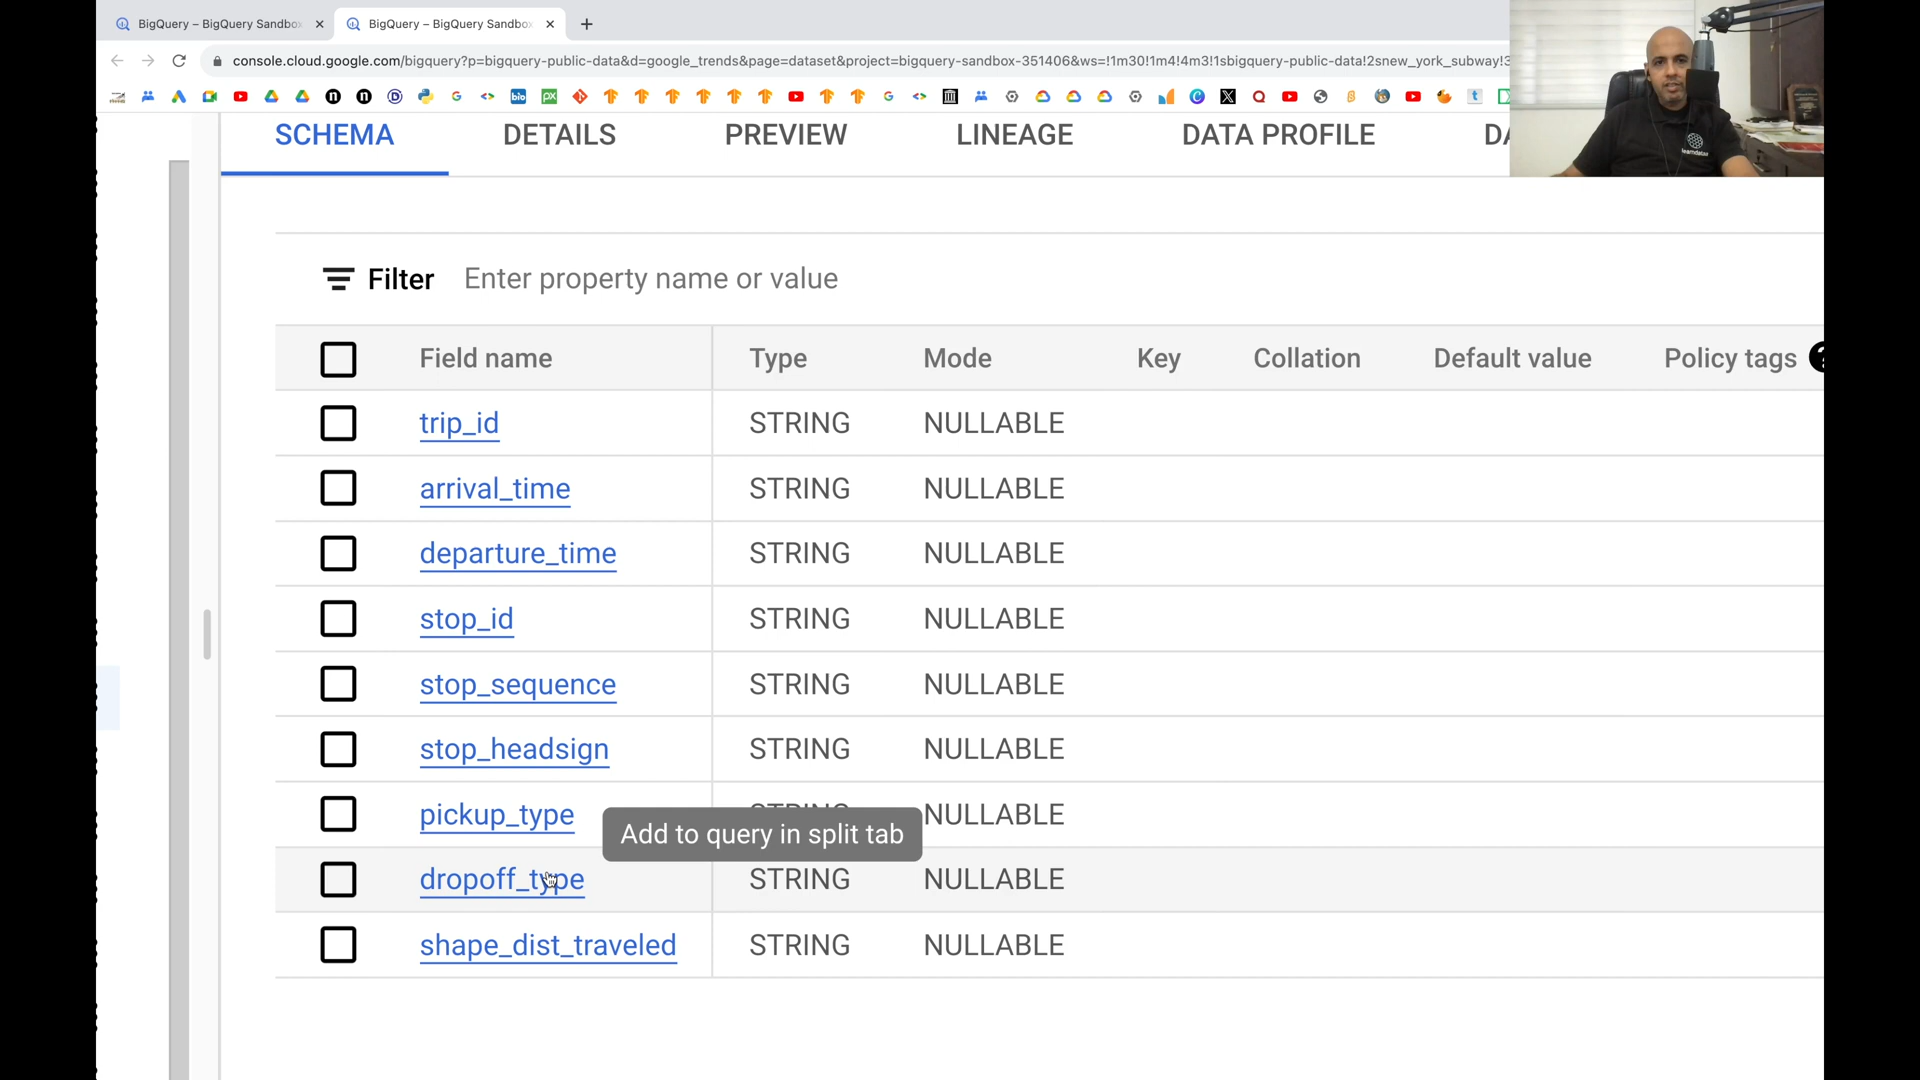 BigQuery – BigQuery Sandbo
BigQuery – BigQuery Sandbo
console.cloud.google.com/bigquery?p=bigquery-public-data&d=google_trends&page=dataset&project=bigquery-sandbox-351406&ws=!1m30!1m4!4m3!1sbigquery-public-data!2snew_york_subway!3
SCHEMA DETAILS PREVIEW LINEAGE DATA PROFILE DA
Filter Enter property name or value
Field name Type Mode Key Collation Default value Policy tags ?
trip_id STRING NULLABLE
arrival_time STRING NULLABLE
departure_time STRING NULLABLE
stop_id STRING NULLABLE
stop_sequence STRING NULLABLE
stop_headsign STRING NULLABLE
pickup_type STRING NULLABLE
Add to query in split tab
dropoff_type STRING NULLABLE
shape_dist_traveled STRING NULLABLE